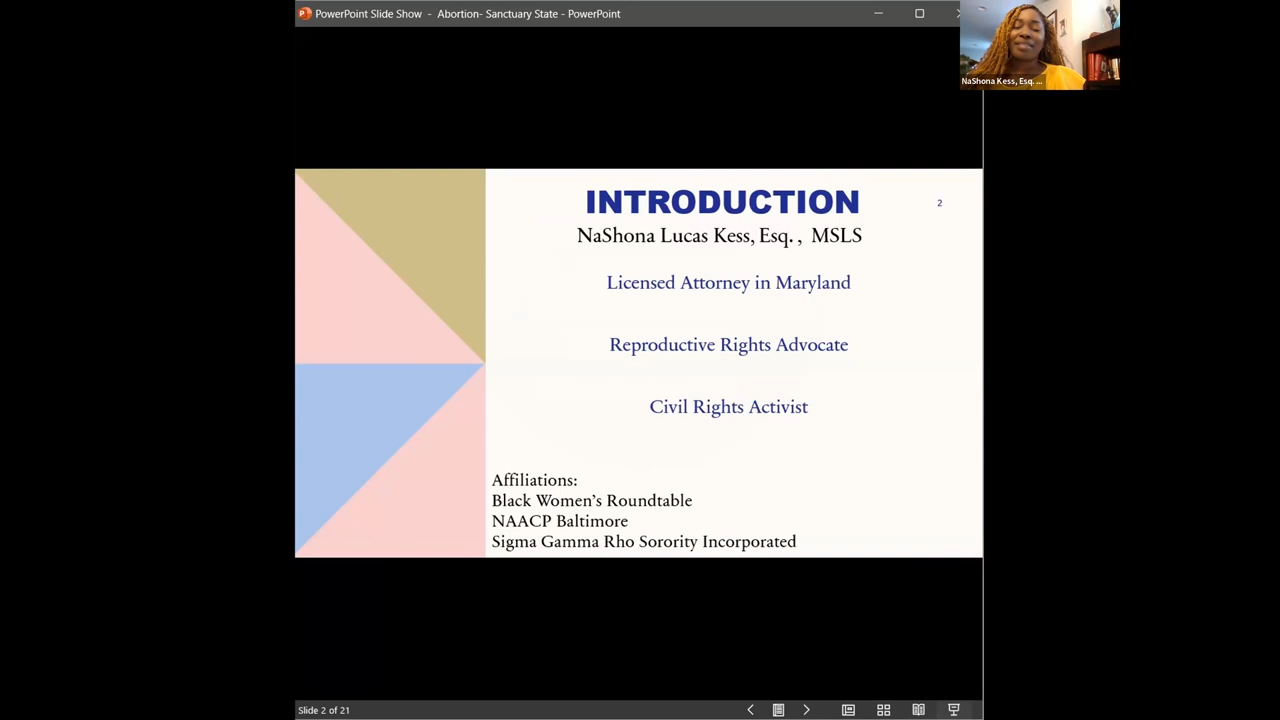 PowerPoint Slide Show - Abortion- Sanctuary State - PowerPoint
NaShona Kess, Esq. ...
INTRODUCTION
2
NaShona Lucas Kess, Esq. , MSLS
Licensed Attorney in Maryland
Reproductive Rights Advocate
Civil Rights Activist
Affiliations:
Black Women’s Roundtable
NAACP Baltimore
Sigma Gamma Rho Sorority Incorporated
Slide 2 of 21